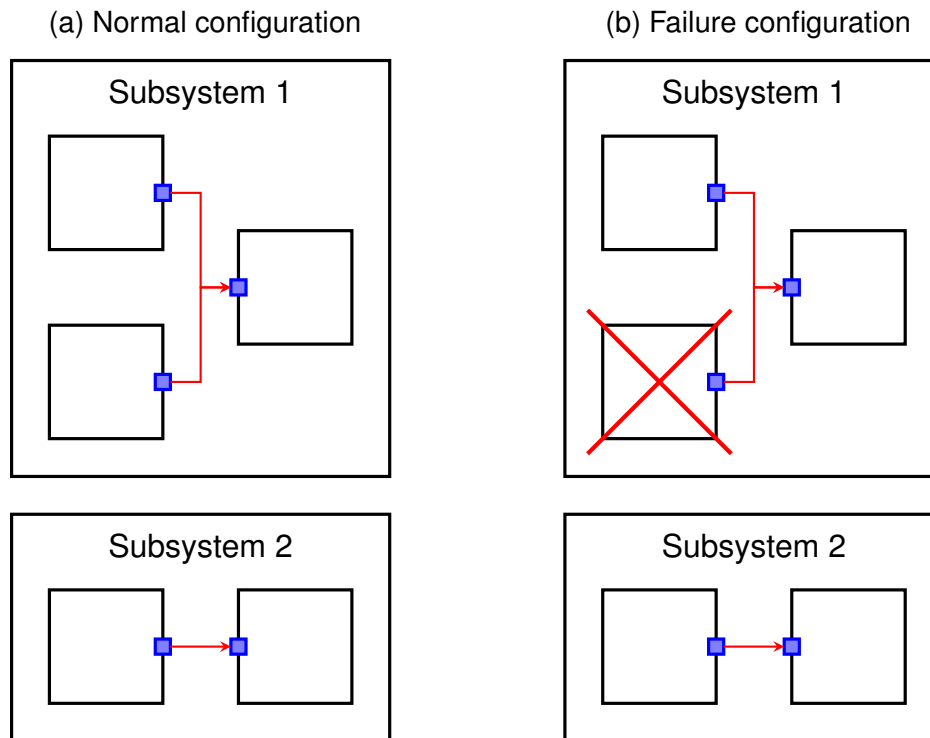 (a) Normal configuration
(b) Failure configuration
Subsystem 1
Subsystem 1
Subsystem 2
Subsystem 2